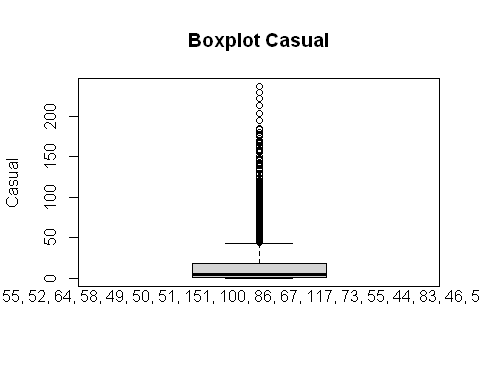 Boxplot Casual
Casual
200
150
100
50
0
55, 52, 64, 58, 49, 50, 51, 151, 100, 86, 67, 117, 73, 55, 44, 83, 46, 5